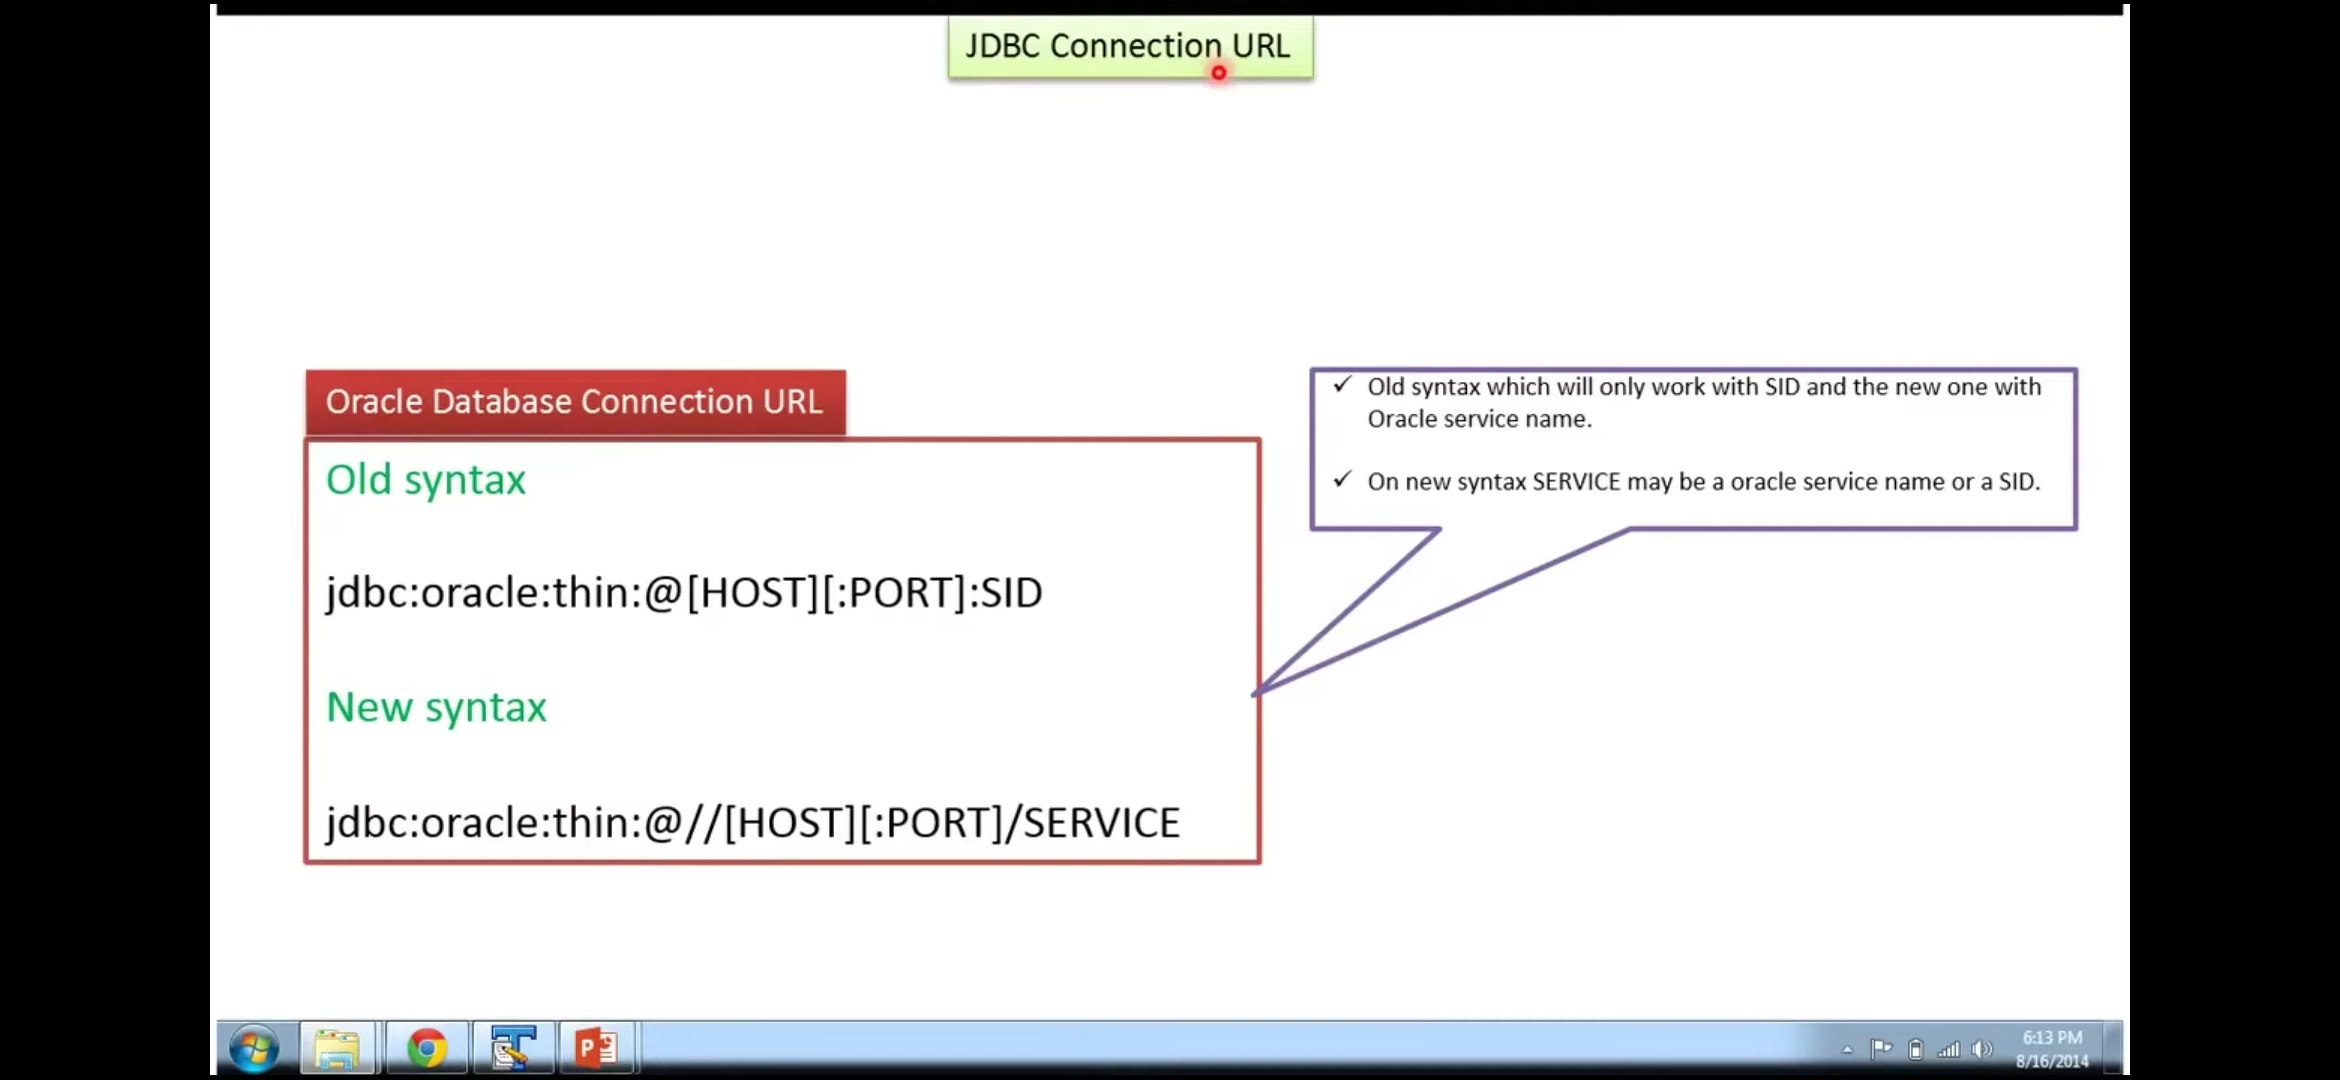 JDBC Connection URL
Oracle Database Connection URL
Old syntax
jdbc:oracle:thin:@[HOST][:PORT]:SID
New syntax
jdbc:oracle:thin:@//[HOST][:PORT]/SERVICE
✓ Old syntax which will only work with SID and the new one with
Oracle service name.
✓ On new syntax SERVICE may be a oracle service name or a SID.
6:13 PM
8/16/2014